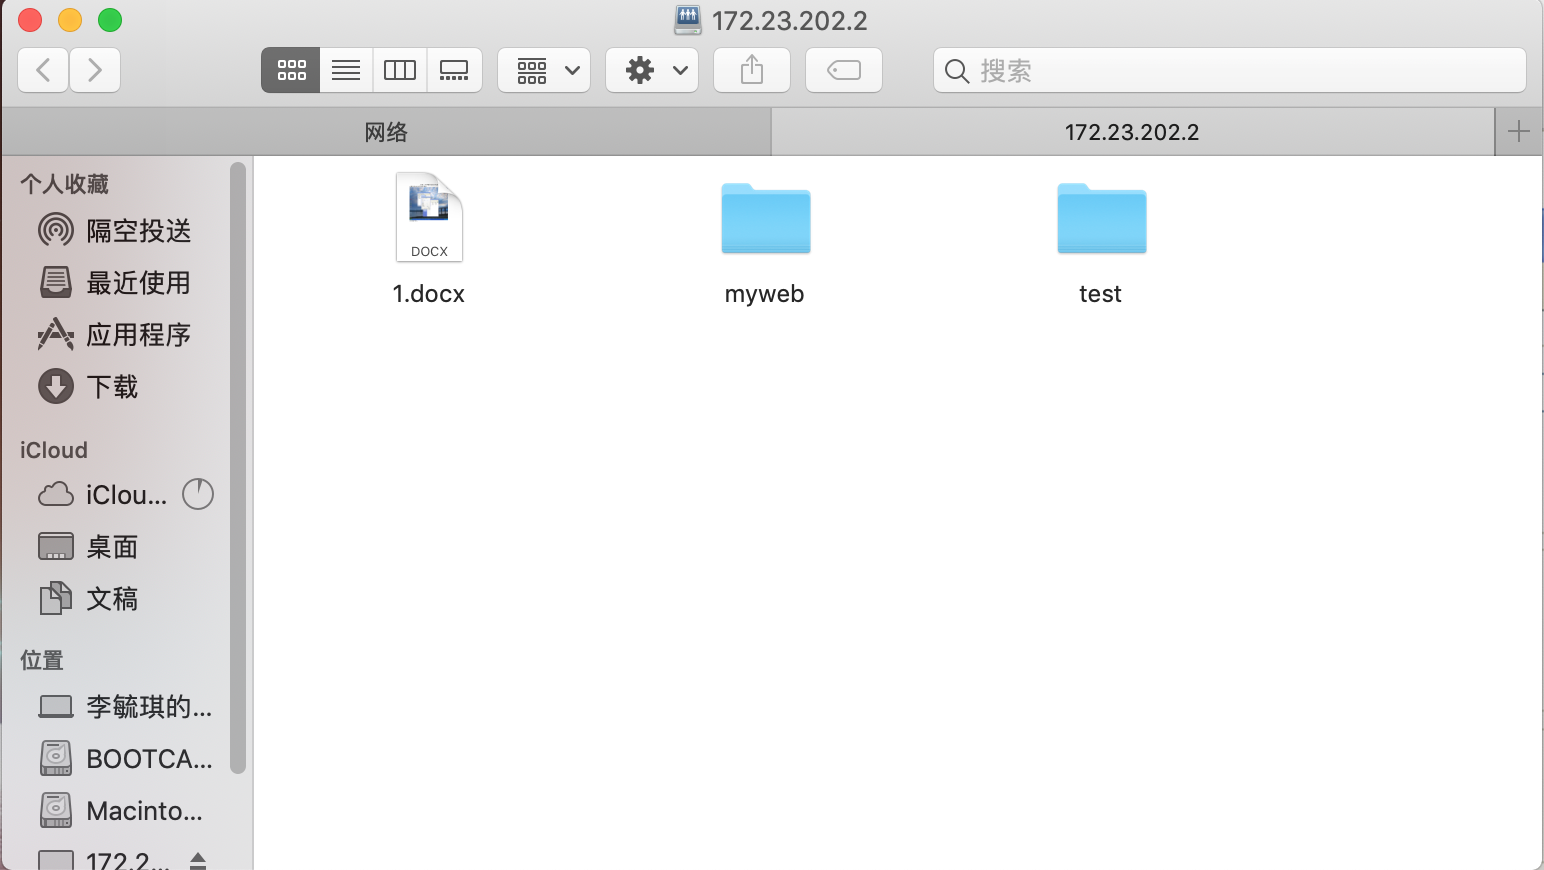 172.23.202.2
搜索
网络
172.23.202.2
个人收藏
隔空投送
最近使用
应用程序
下载
iCloud
iClou...
桌面
文稿
位置
李毓琪的...
BOOTCA...
Macinto...
172.2...
DOCX
1.docx
myweb
test